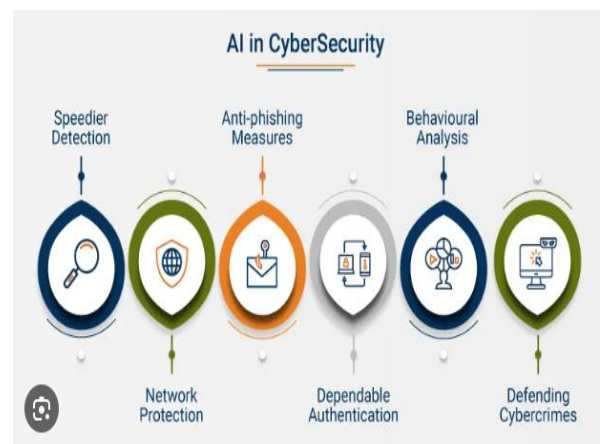 AI in CyberSecurity
Speedier
Detection
Anti-phishing
Measures
Behavioural
Analysis
Network
Protection
Dependable
Authentication
Defending
Cybercrimes